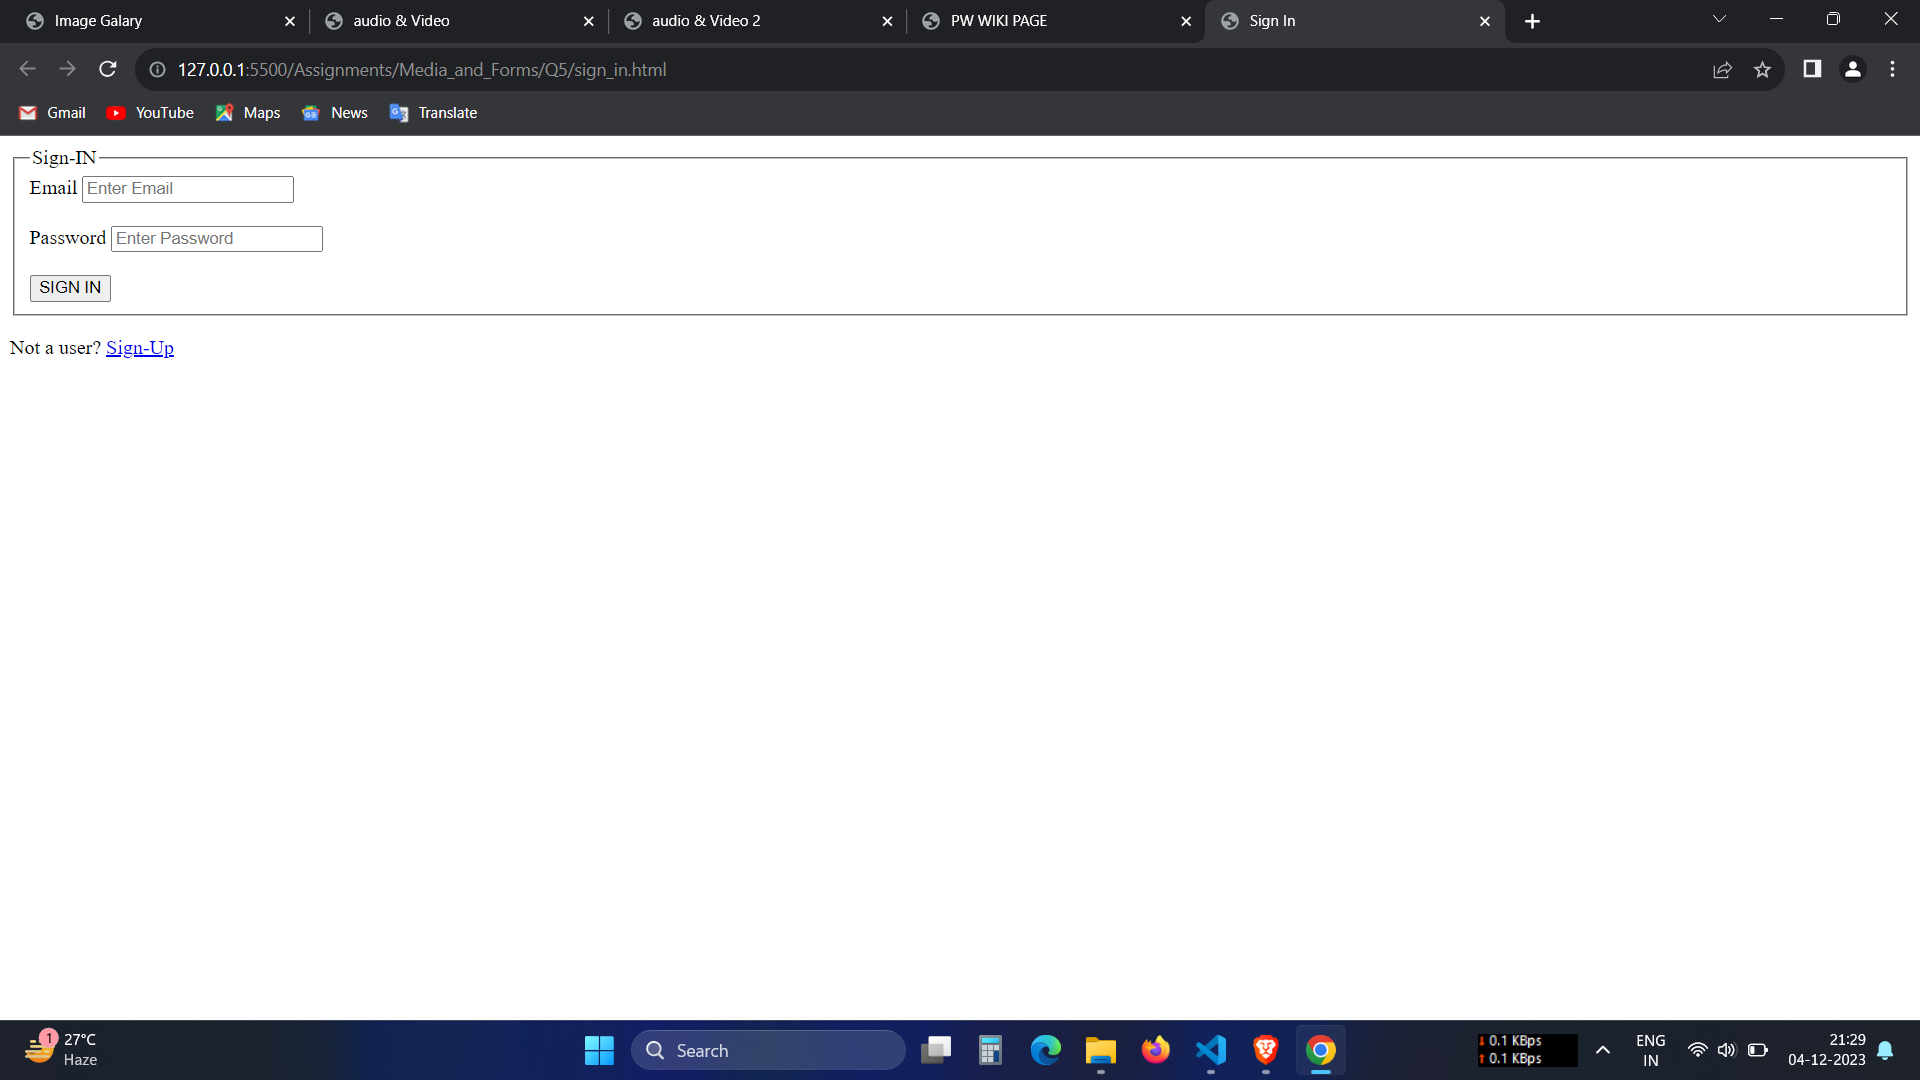 Image Galary
audio & Video
audio & Video 2
PW WIKI PAGE
Sign In
127.0.0.1:5500/Assignments/Media_and_Forms/Q5/sign_in.html
Gmail
YouTube
Maps
News
Translate
Sign-IN
Email Enter Email
Password Enter Password
SIGN IN
Not a user? Sign-Up
1
27°C
Haze
Search
0.1 KBps
0.1 KBps
ENG
IN
21:29
04-12-2023